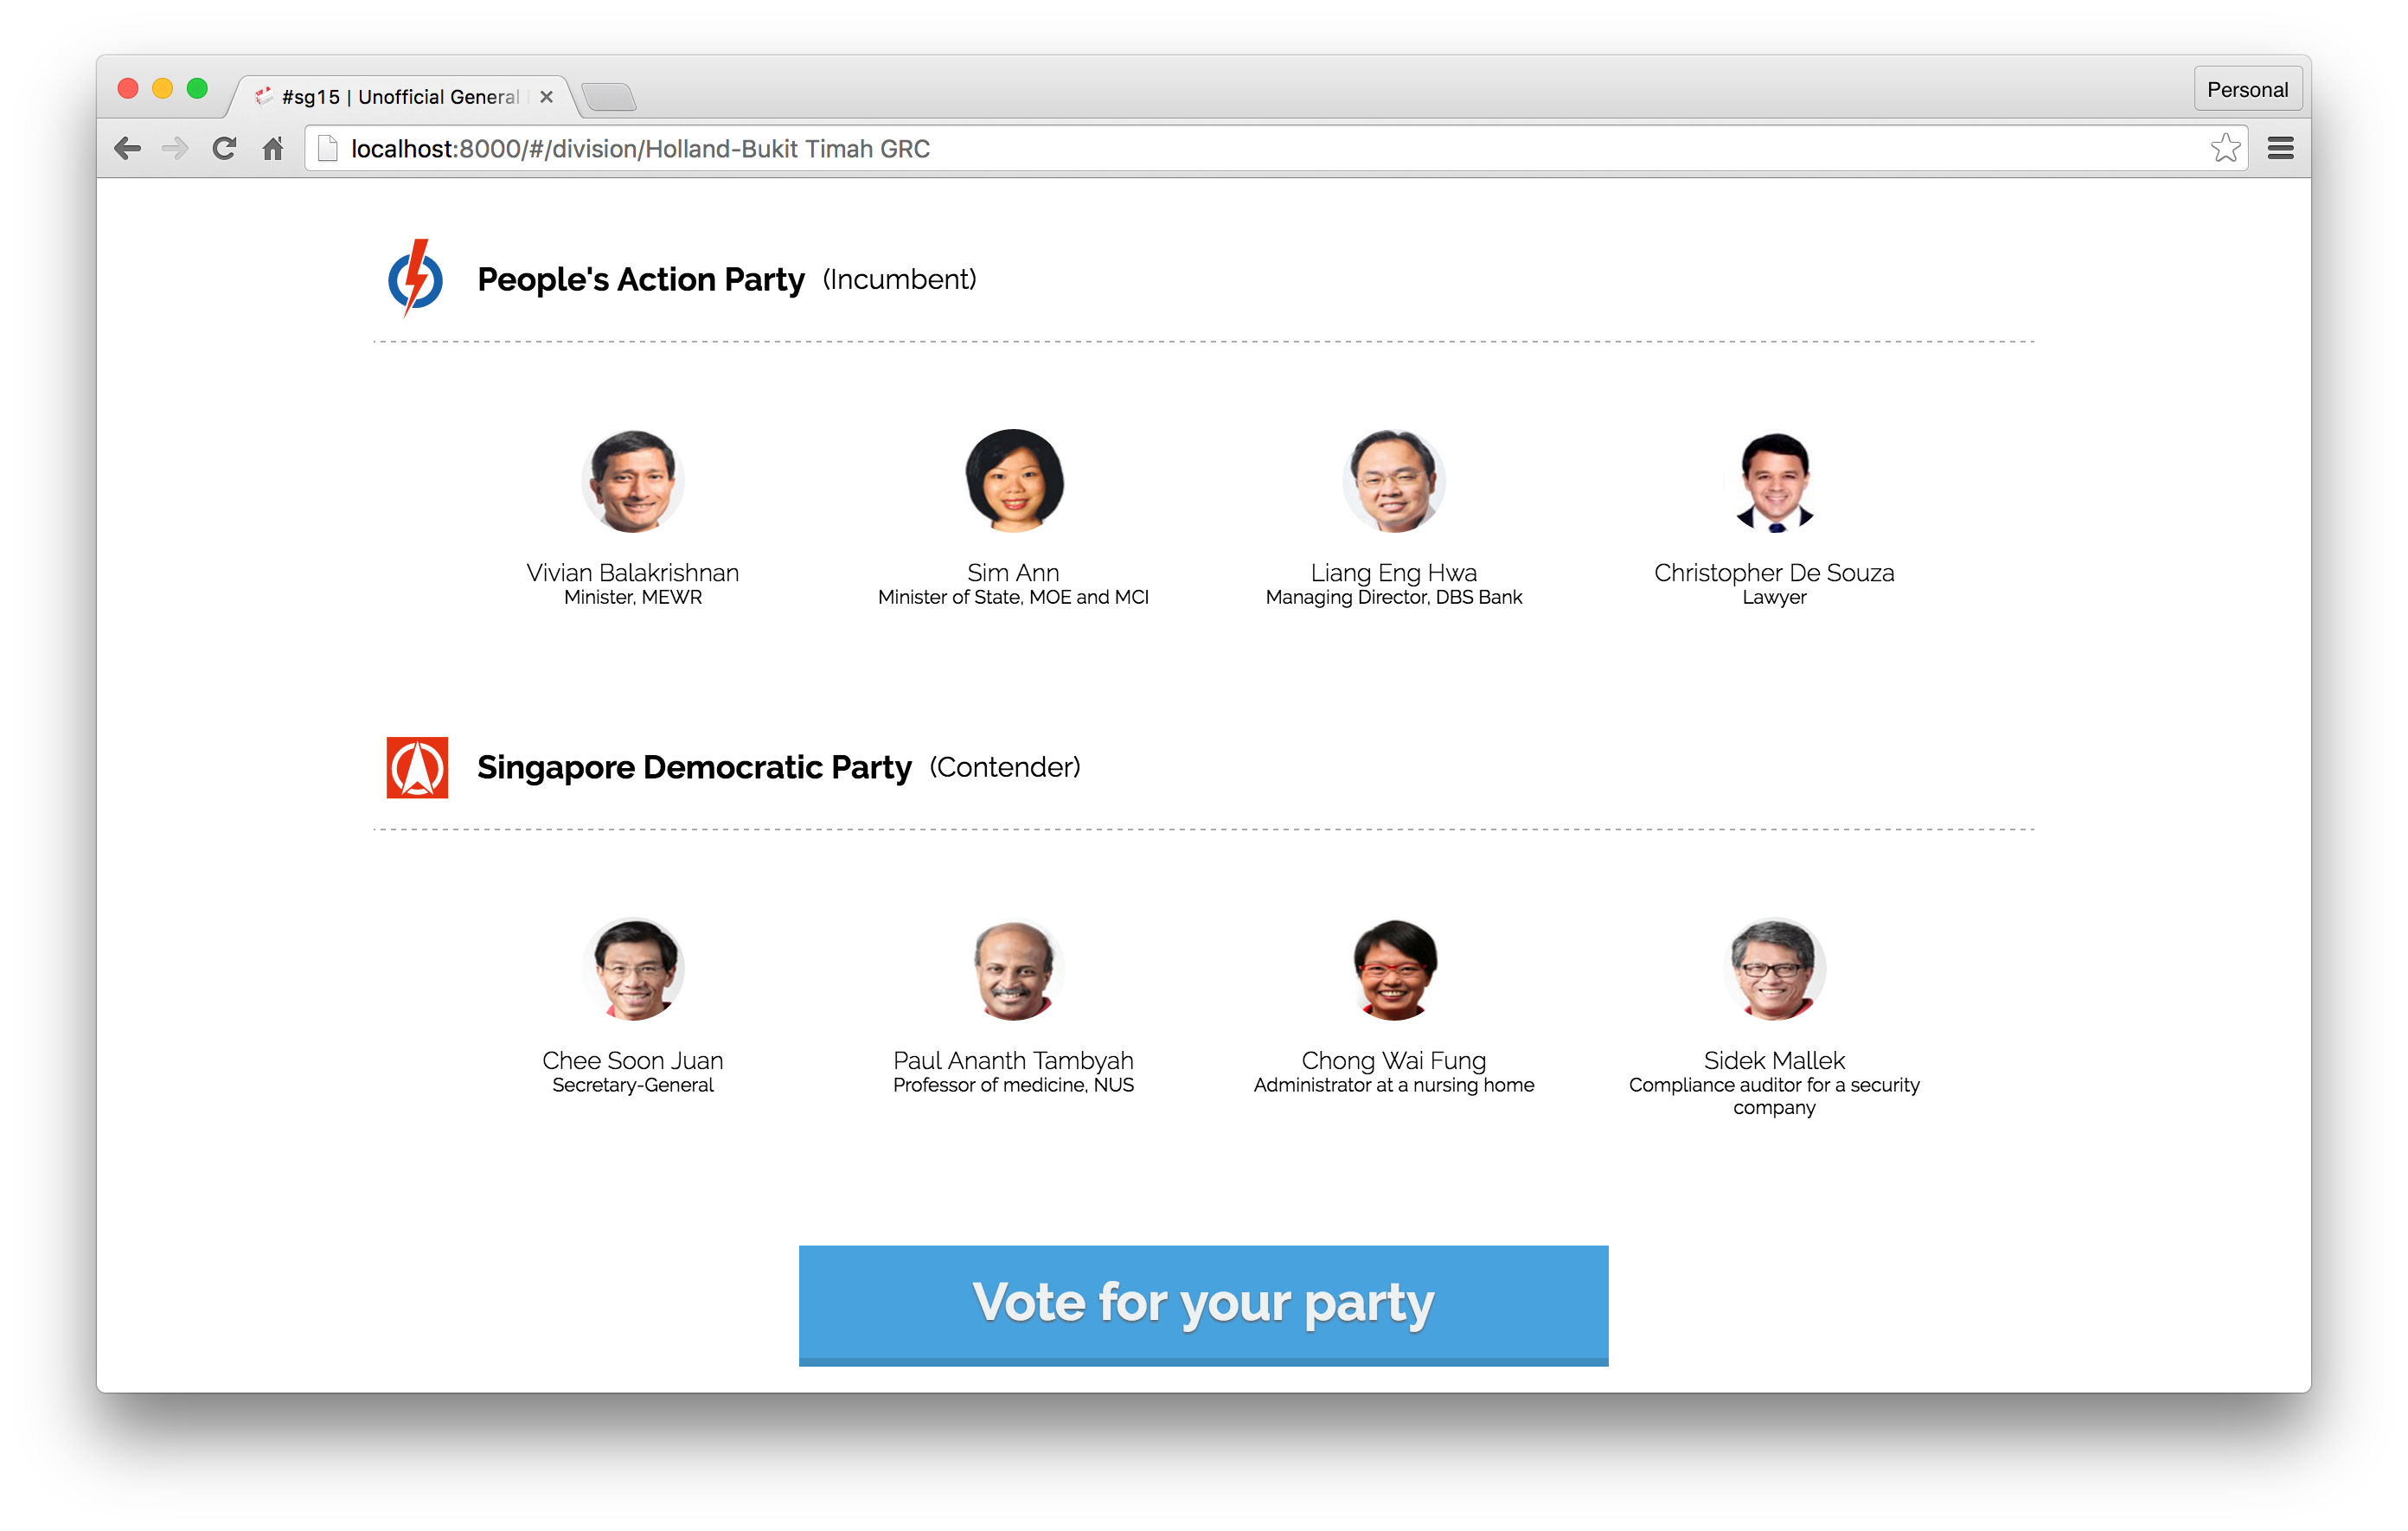 #sg15 | Unofficial General
Personal
localhost:8000/#/division/Holland-Bukit Timah GRC
People's Action Party (Incumbent)
Vivian Balakrishnan
Minister, MEWR
Sim Ann
Minister of State, MOE and MCI
Liang Eng Hwa
Managing Director, DBS Bank
Christopher De Souza
Lawyer
Singapore Democratic Party (Contender)
Chee Soon Juan
Secretary-General
Paul Ananth Tambyah
Professor of medicine, NUS
Chong Wai Fung
Administrator at a nursing home
Sidek Mallek
Compliance auditor for a security
company
Vote for your party